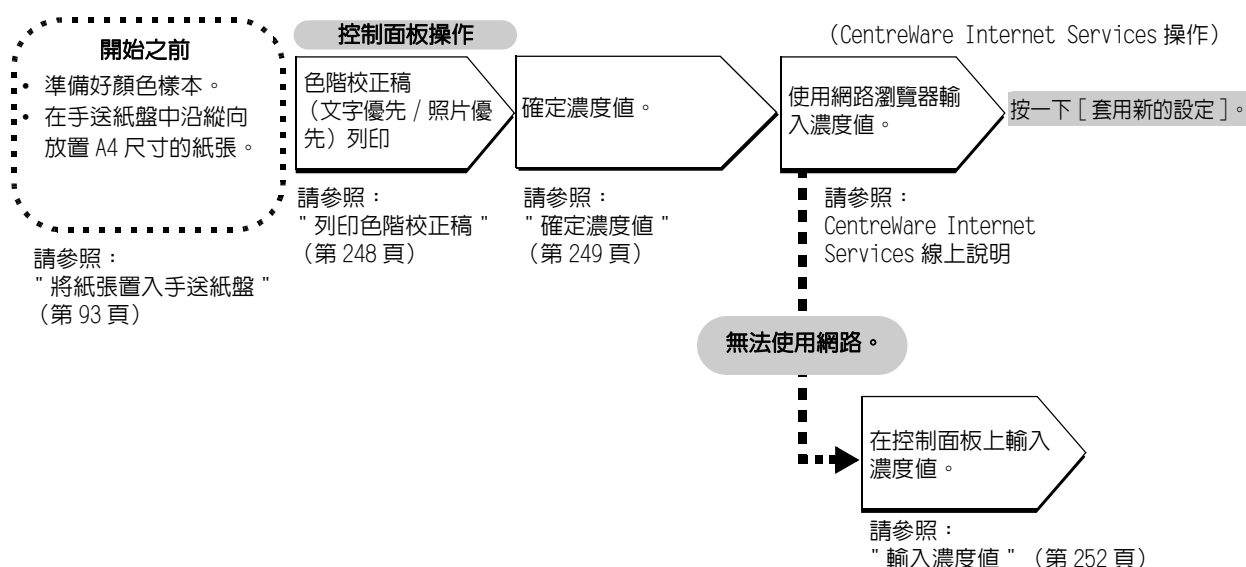 開始之前
• 準備好顏色樣本。
• 在手送紙盤中沿縱向
放置 A4 尺寸的紙張。
請參照：
"將紙張置入手送紙盤"
（第 93 頁）
控制面板操作
色階校正稿
（文字優先 / 照片優
先）列印
請參照：
"列印色階校正稿"
（第 248 頁）
確定濃度值。
請參照：
"確定濃度值"
（第 249 頁）
（CentreWare Internet Services 操作）
使用網路瀏覽器輸
入濃度值。
請參照：
CentreWare Internet
Services 線上說明
按一下 [ 套用新的設定 ]。
無法使用網路。
在控制面板上輸入
濃度值。
請參照：
"輸入濃度值"（第 252 頁）